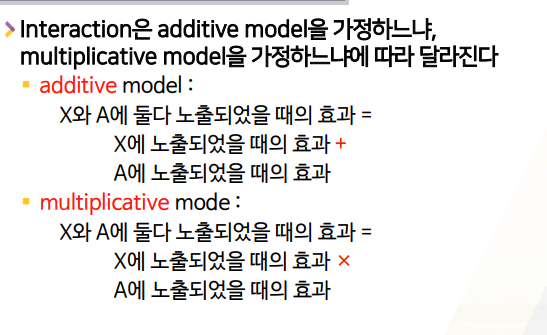 Interaction은 additive model을 가정하느냐,
multiplicative model을 가정하느냐에 따라 달라진다
additive model :
X와 A에 둘다 노출되었을 때의 효과 =
X에 노출되었을 때의 효과 +
A에 노출되었을 때의 효과
multiplicative mode :
X와 A에 둘다 노출되었을 때의 효과 =
X에 노출되었을 때의 효과 ×
A에 노출되었을 때의 효과